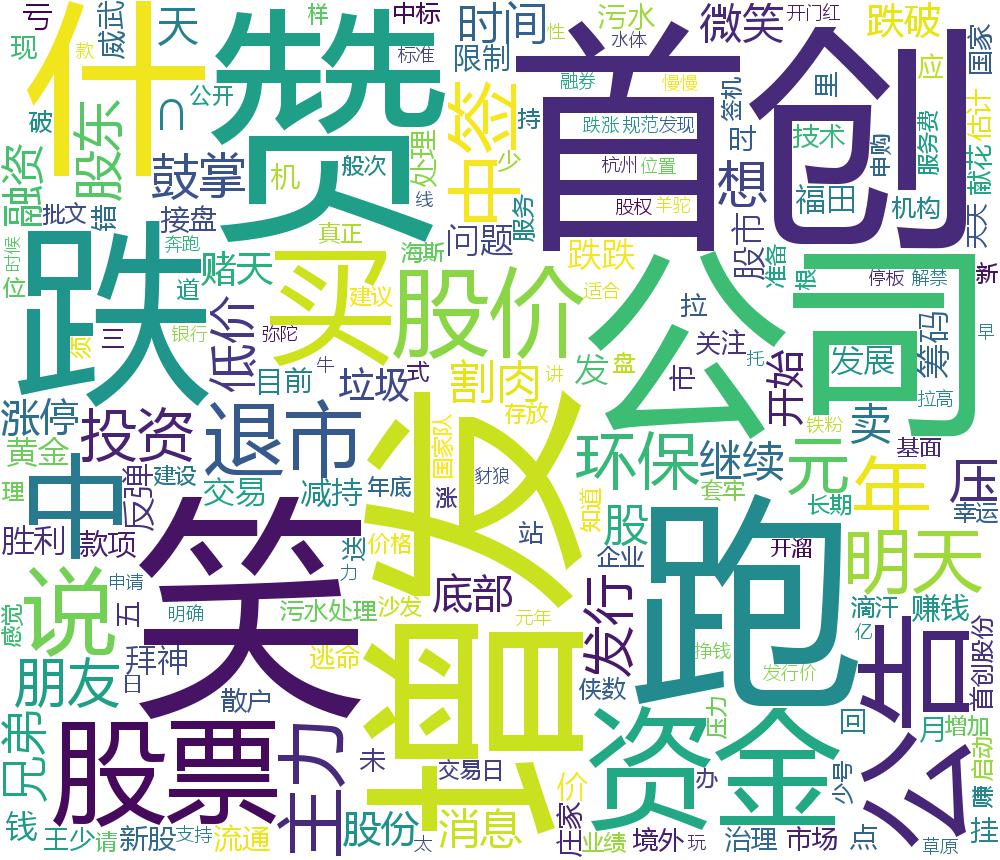 亏
什
赞
威武
天
样
中标
时间
污水
微笑
开门红
跌破
国家
现
款
标准
限制
性
水体
首创
应
里
破
公开
∩
股东
鼓掌
机
般次
处理
中签
融券
慢慢
签机
持
跌涨
规范
发现
时
技术
申购
服务费
估计
献花
融资
批文
错
接盘
线
少
服务
杭州
位置
想
福田
机构
天天
股权
羊驼
时候
位
奔跑
真正
海斯
问题
跌跌
股市
准备
根
停板
解禁
新
跌
道
赌天
买
建议
股价
适合
公司
拉
关注
须
三
银行
弥陀
低价
牛
式
目前
垃圾
割肉
讲
发
盘
市
托
开始
发展
筹码
早
拉高
涨停
投资
退市
增发
存放
国家队
豺狼
涨
环保
继续
元
铁粉
卖
基面
黄金
中
反弹
建设
交易
减持
年底
知道
股
套牢
长期
年
压
幸运
理
胜利
款项
笑
送
价格
站
企业
跑
开溜
明天
说
申请
五
力
明确
污水处理
沙发
底部
元年
发行
挣钱
滴汗
赚钱
亿
公告
首创股份
感觉
朋友
拜神
白
逃命
散户
侠数
发行价
兄弟
股票
主力
未
交易日
价
资金
压力
办
回
月
增加
启动
赚
少号
钱
王少
请
新股
支持
流通
股份
太
消息
庄家
业绩
境外
玩
治理
市场
点
草原
挂